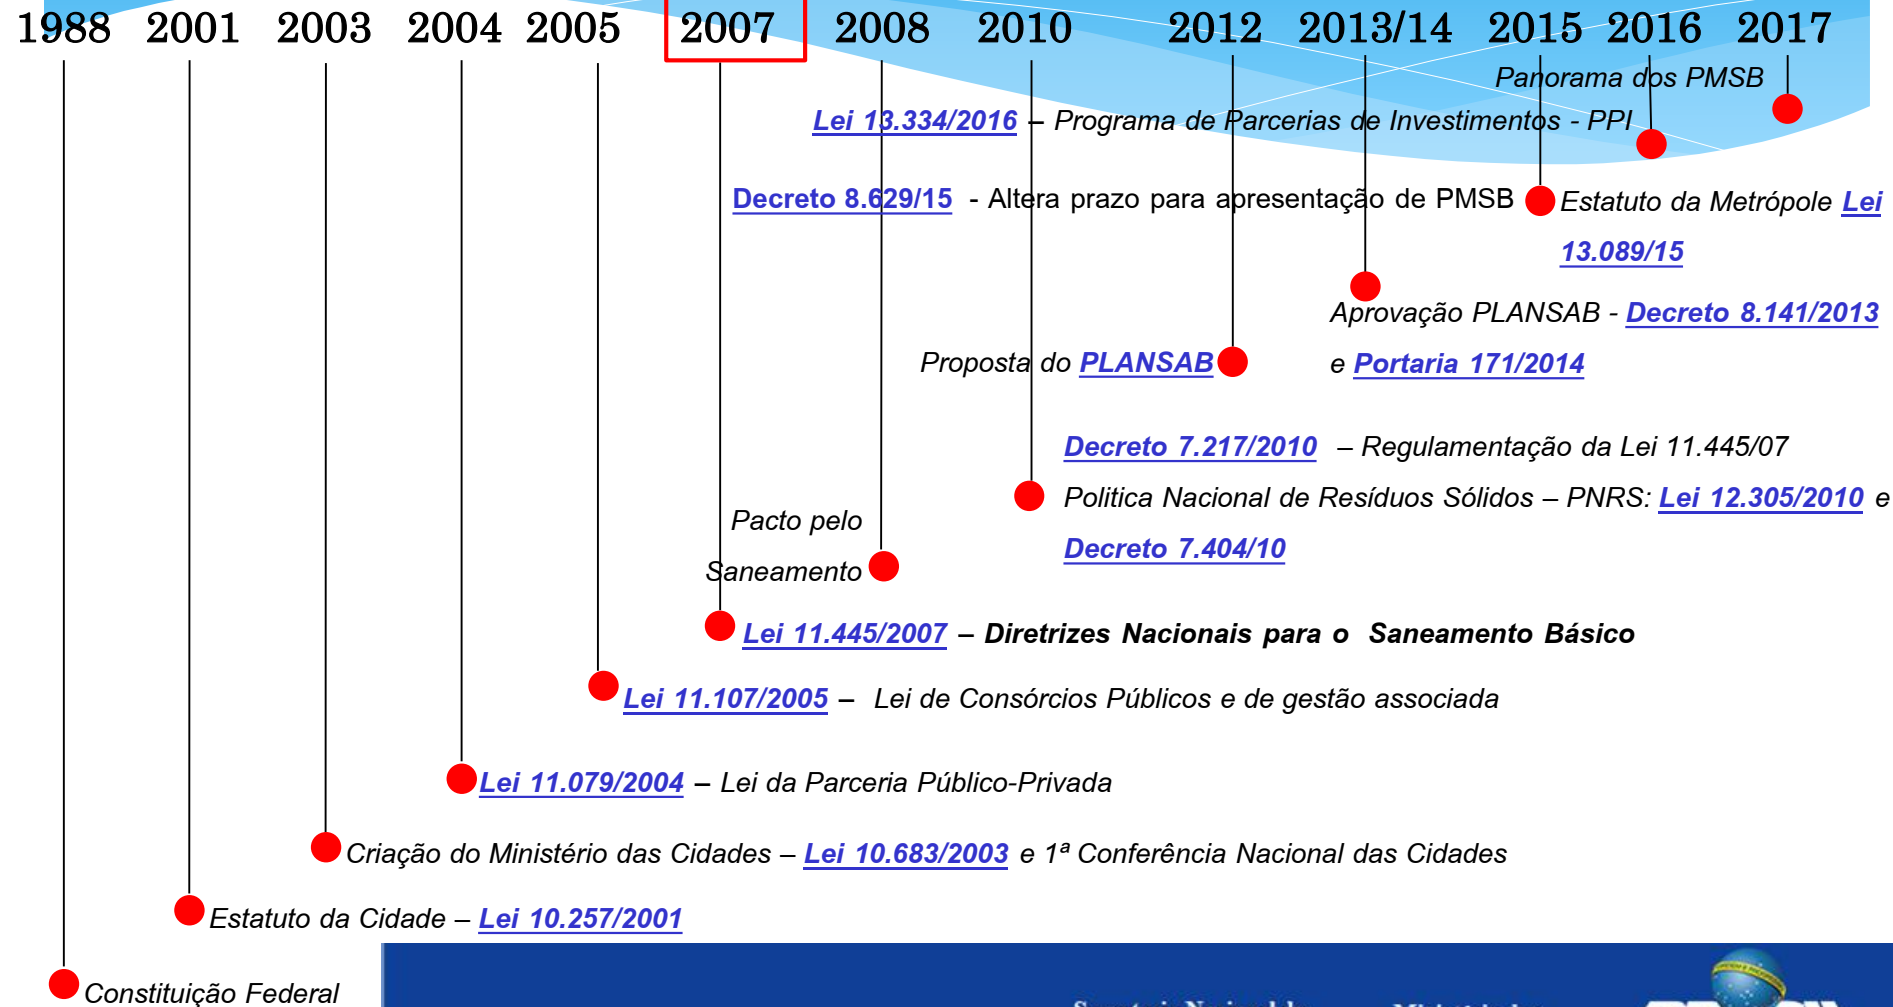 1988 2001 2003 2004 2005 2007 2008 2010 2012 2013/14 2015 2016 2017
Panorama dos PMSB
Lei 13.334/2016 – Programa de Parcerias de Investimentos - PPI
Decreto 8.629/15 - Altera prazo para apresentação de PMSB
Estatuto da Metrópole Lei
13.089/15
Aprovação PLANSAB - Decreto 8.141/2013
e Portaria 171/2014
Proposta do PLANSAB
Decreto 7.217/2010 – Regulamentação da Lei 11.445/07
Politica Nacional de Resíduos Sólidos – PNRS: Lei 12.305/2010 e
Decreto 7.404/10
Pacto pelo
Saneamento
Lei 11.445/2007 – Diretrizes Nacionais para o Saneamento Básico
Lei 11.107/2005 – Lei de Consórcios Públicos e de gestão associada
Lei 11.079/2004 – Lei da Parceria Público-Privada
Criação do Ministério das Cidades – Lei 10.683/2003 e 1ª Conferência Nacional das Cidades
Estatuto da Cidade – Lei 10.257/2001
Constituição Federal